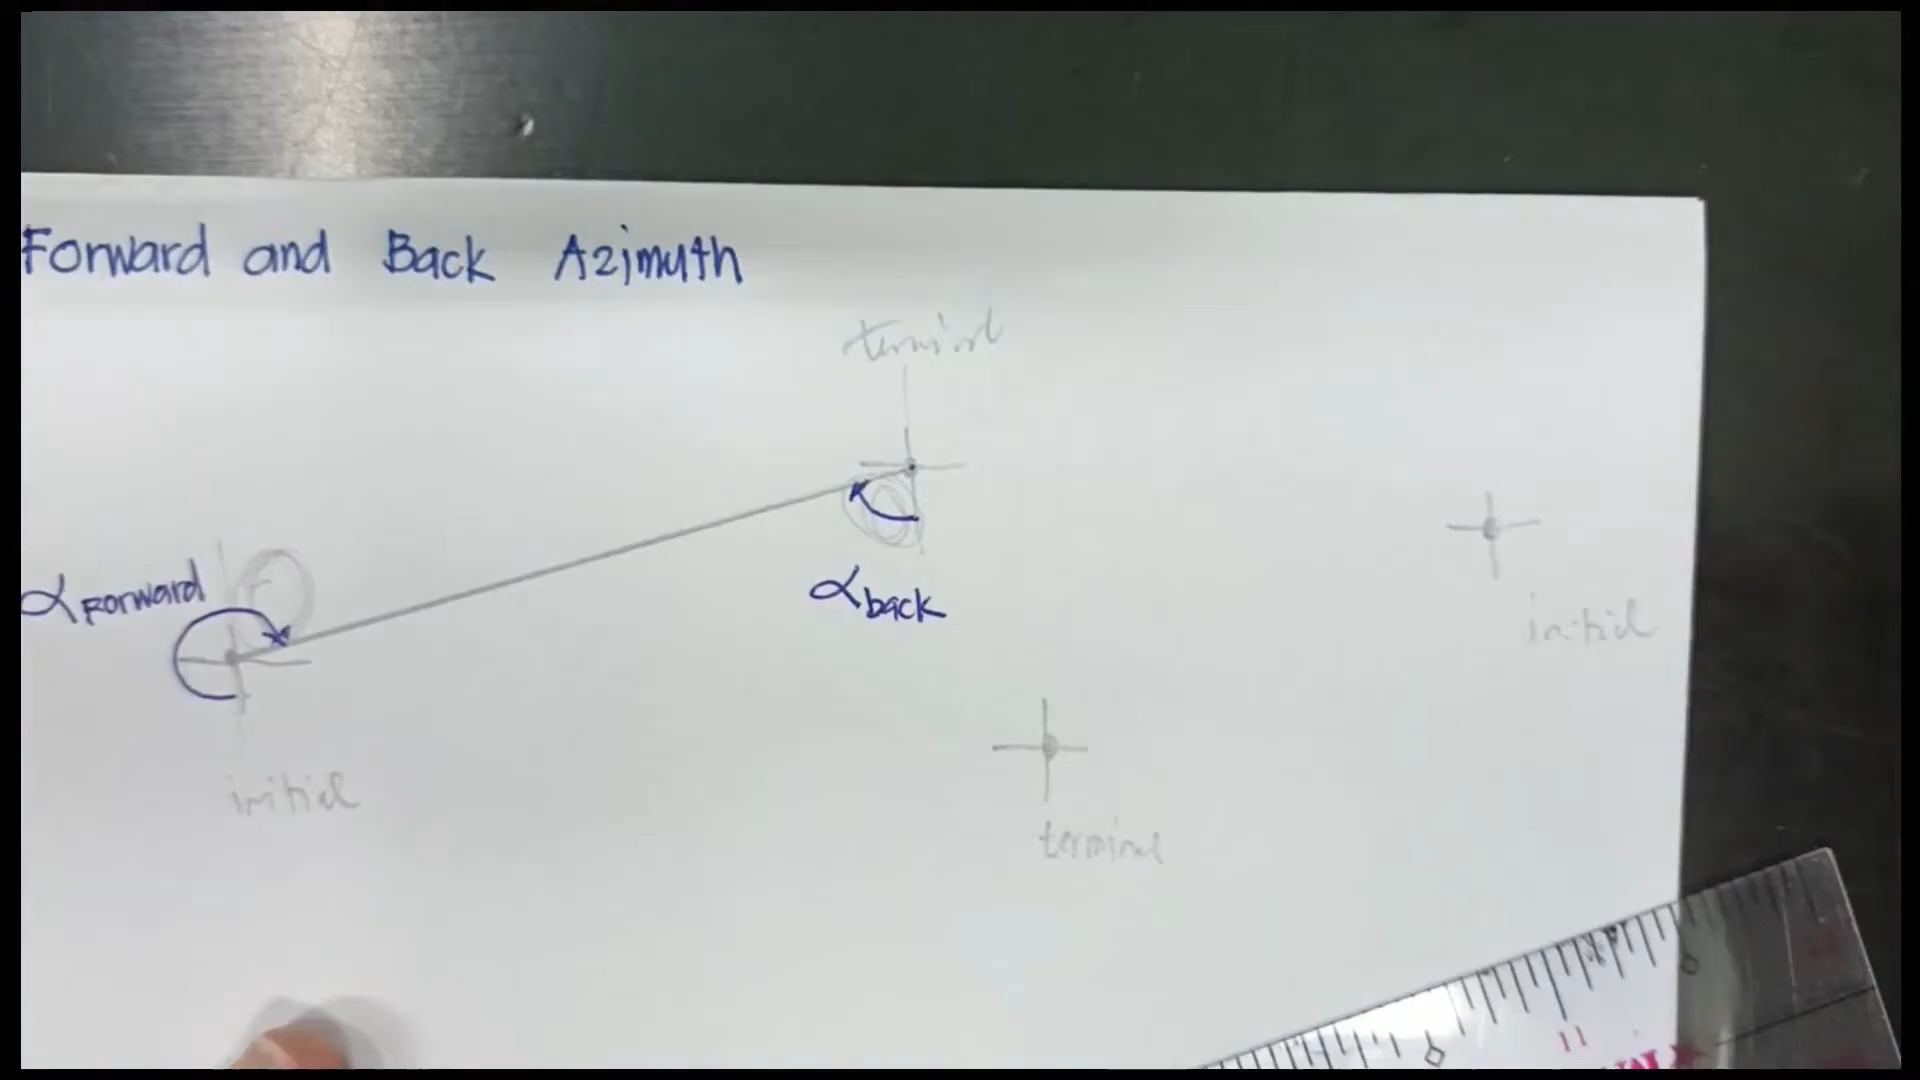 Forward and Back Azimuth
terminal
α Forward
α back
initial
initial
terminal
11